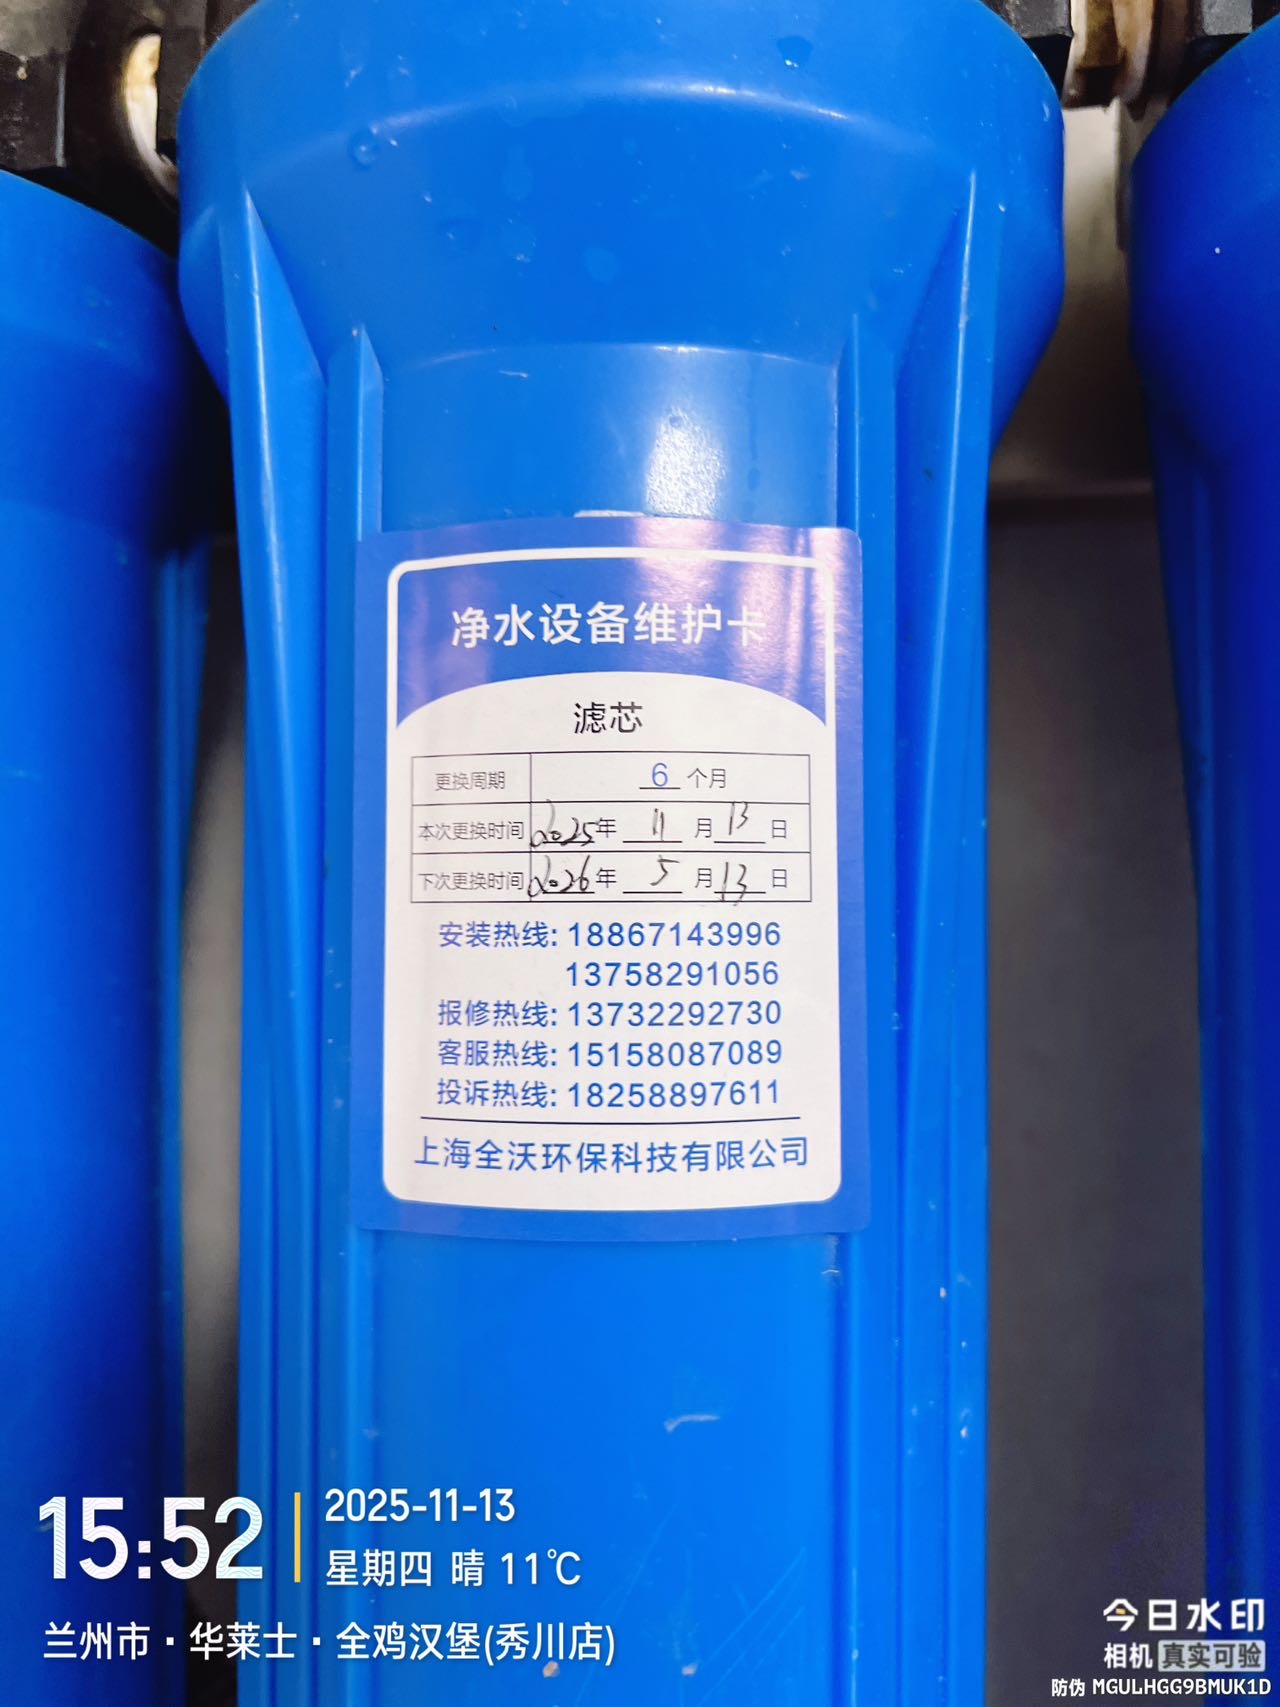 净水设备维护卡
滤芯
更换周期 6 个月
本次更换时间 2025年 11 月 13 日
下次更换时间 2026年 5 月 13 日
安装热线: 18867143996
13758291056
报修热线: 13732292730
客服热线: 15158087089
投诉热线: 18258897611
上海全沃环保科技有限公司
15:52
2025-11-13
星期四 晴 11℃
兰州市·华莱士·全鸡汉堡(秀川店)
今日水印
相机 真实可验
防伪 MGULHGG9BMUK1D